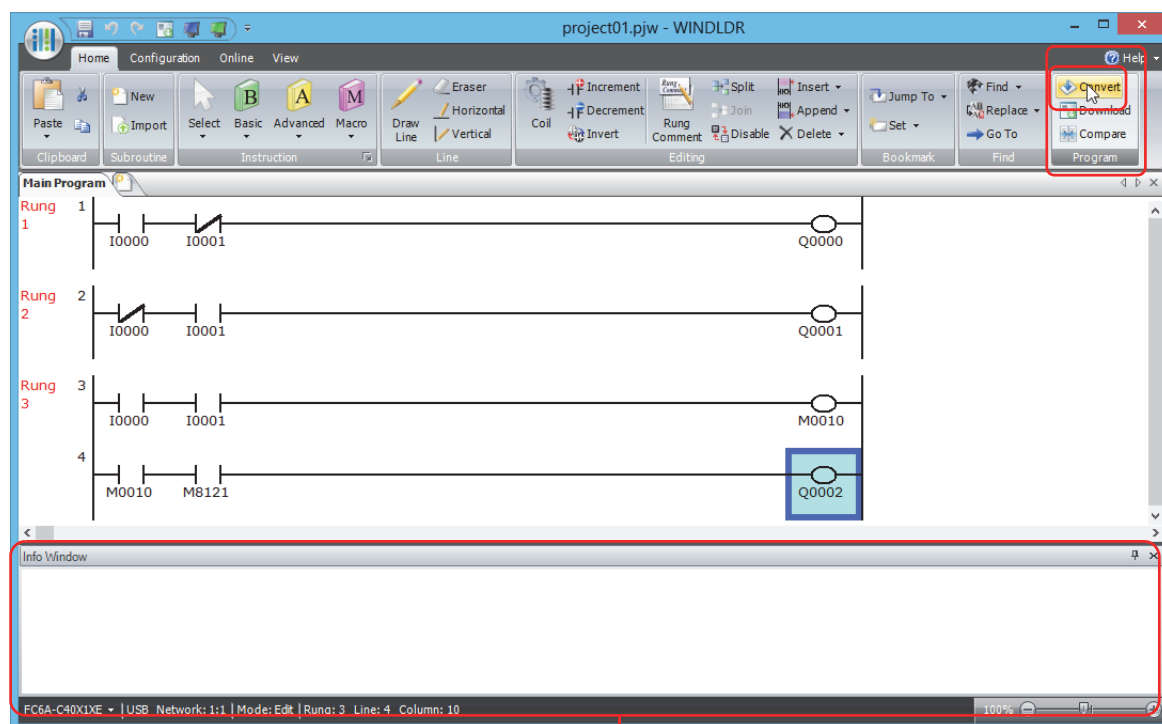 project01.pjw - WINDLDR
Home Configuration Online View Help
Paste
New
Import
Select Basic Advanced Macro
Draw Line
Eraser
Horizontal
Vertical
Coil
Increment
Decrement
Invert
Rung Comment
Split
Join
Disable
Insert
Append
Delete
Jump To
Set
Find
Replace
Go To
Convert
Download
Compare
Clipboard Subroutine Instruction Line Editing Bookmark Find Program
Main Program
Rung 1
1
I0000 I0001 Q0000
Rung 2
2
I0000 I0001 Q0001
Rung 3
3
I0000 I0001 M0010
4
M0010 M8121 Q0002
Info Window
FC6A-C40X1XE | USB Network: 1:1 | Mode: Edit | Rung: 3 Line: 4 Column: 10 100%